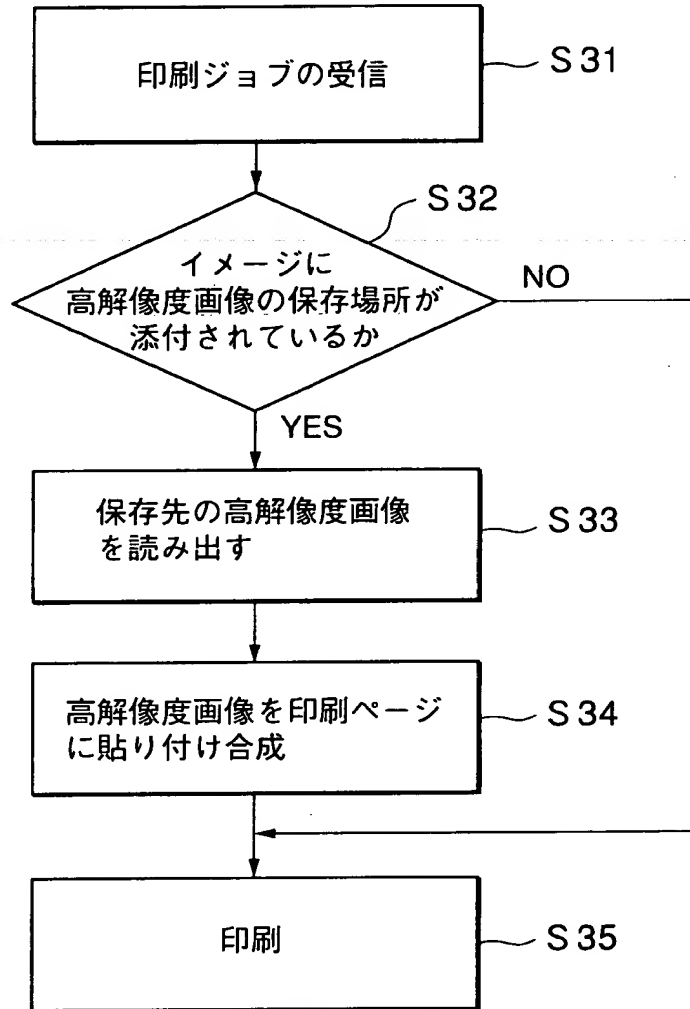 印刷ジョブの受信
S31
S32
イメージに
高解像度画像の保存場所が
添付されているか
NO
YES
保存先の高解像度画像
を読み出す
S33
高解像度画像を印刷ページ
に貼り付け合成
S34
印刷
S35